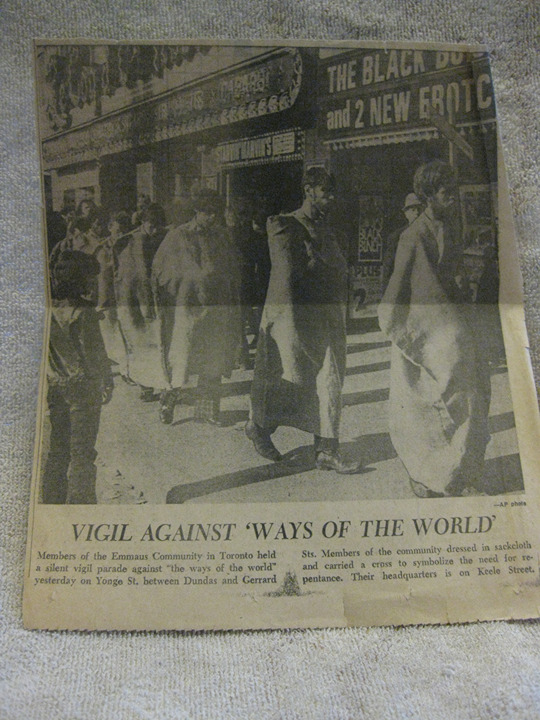 THE BLACK BU
and 2 NEW EROTC
BLACK
BUNCH
PLUS
2
—AP photo
VIGIL AGAINST 'WAYS OF THE WORLD'
Members of the Emmaus Community in Toronto held
a silent vigil parade against "the ways of the world"
yesterday on Yonge St. between Dundas and Gerrard
Sts. Members of the community dressed in sackcloth
and carried a cross to symbolize the need for re-
pentance. Their headquarters is on Keele Street.